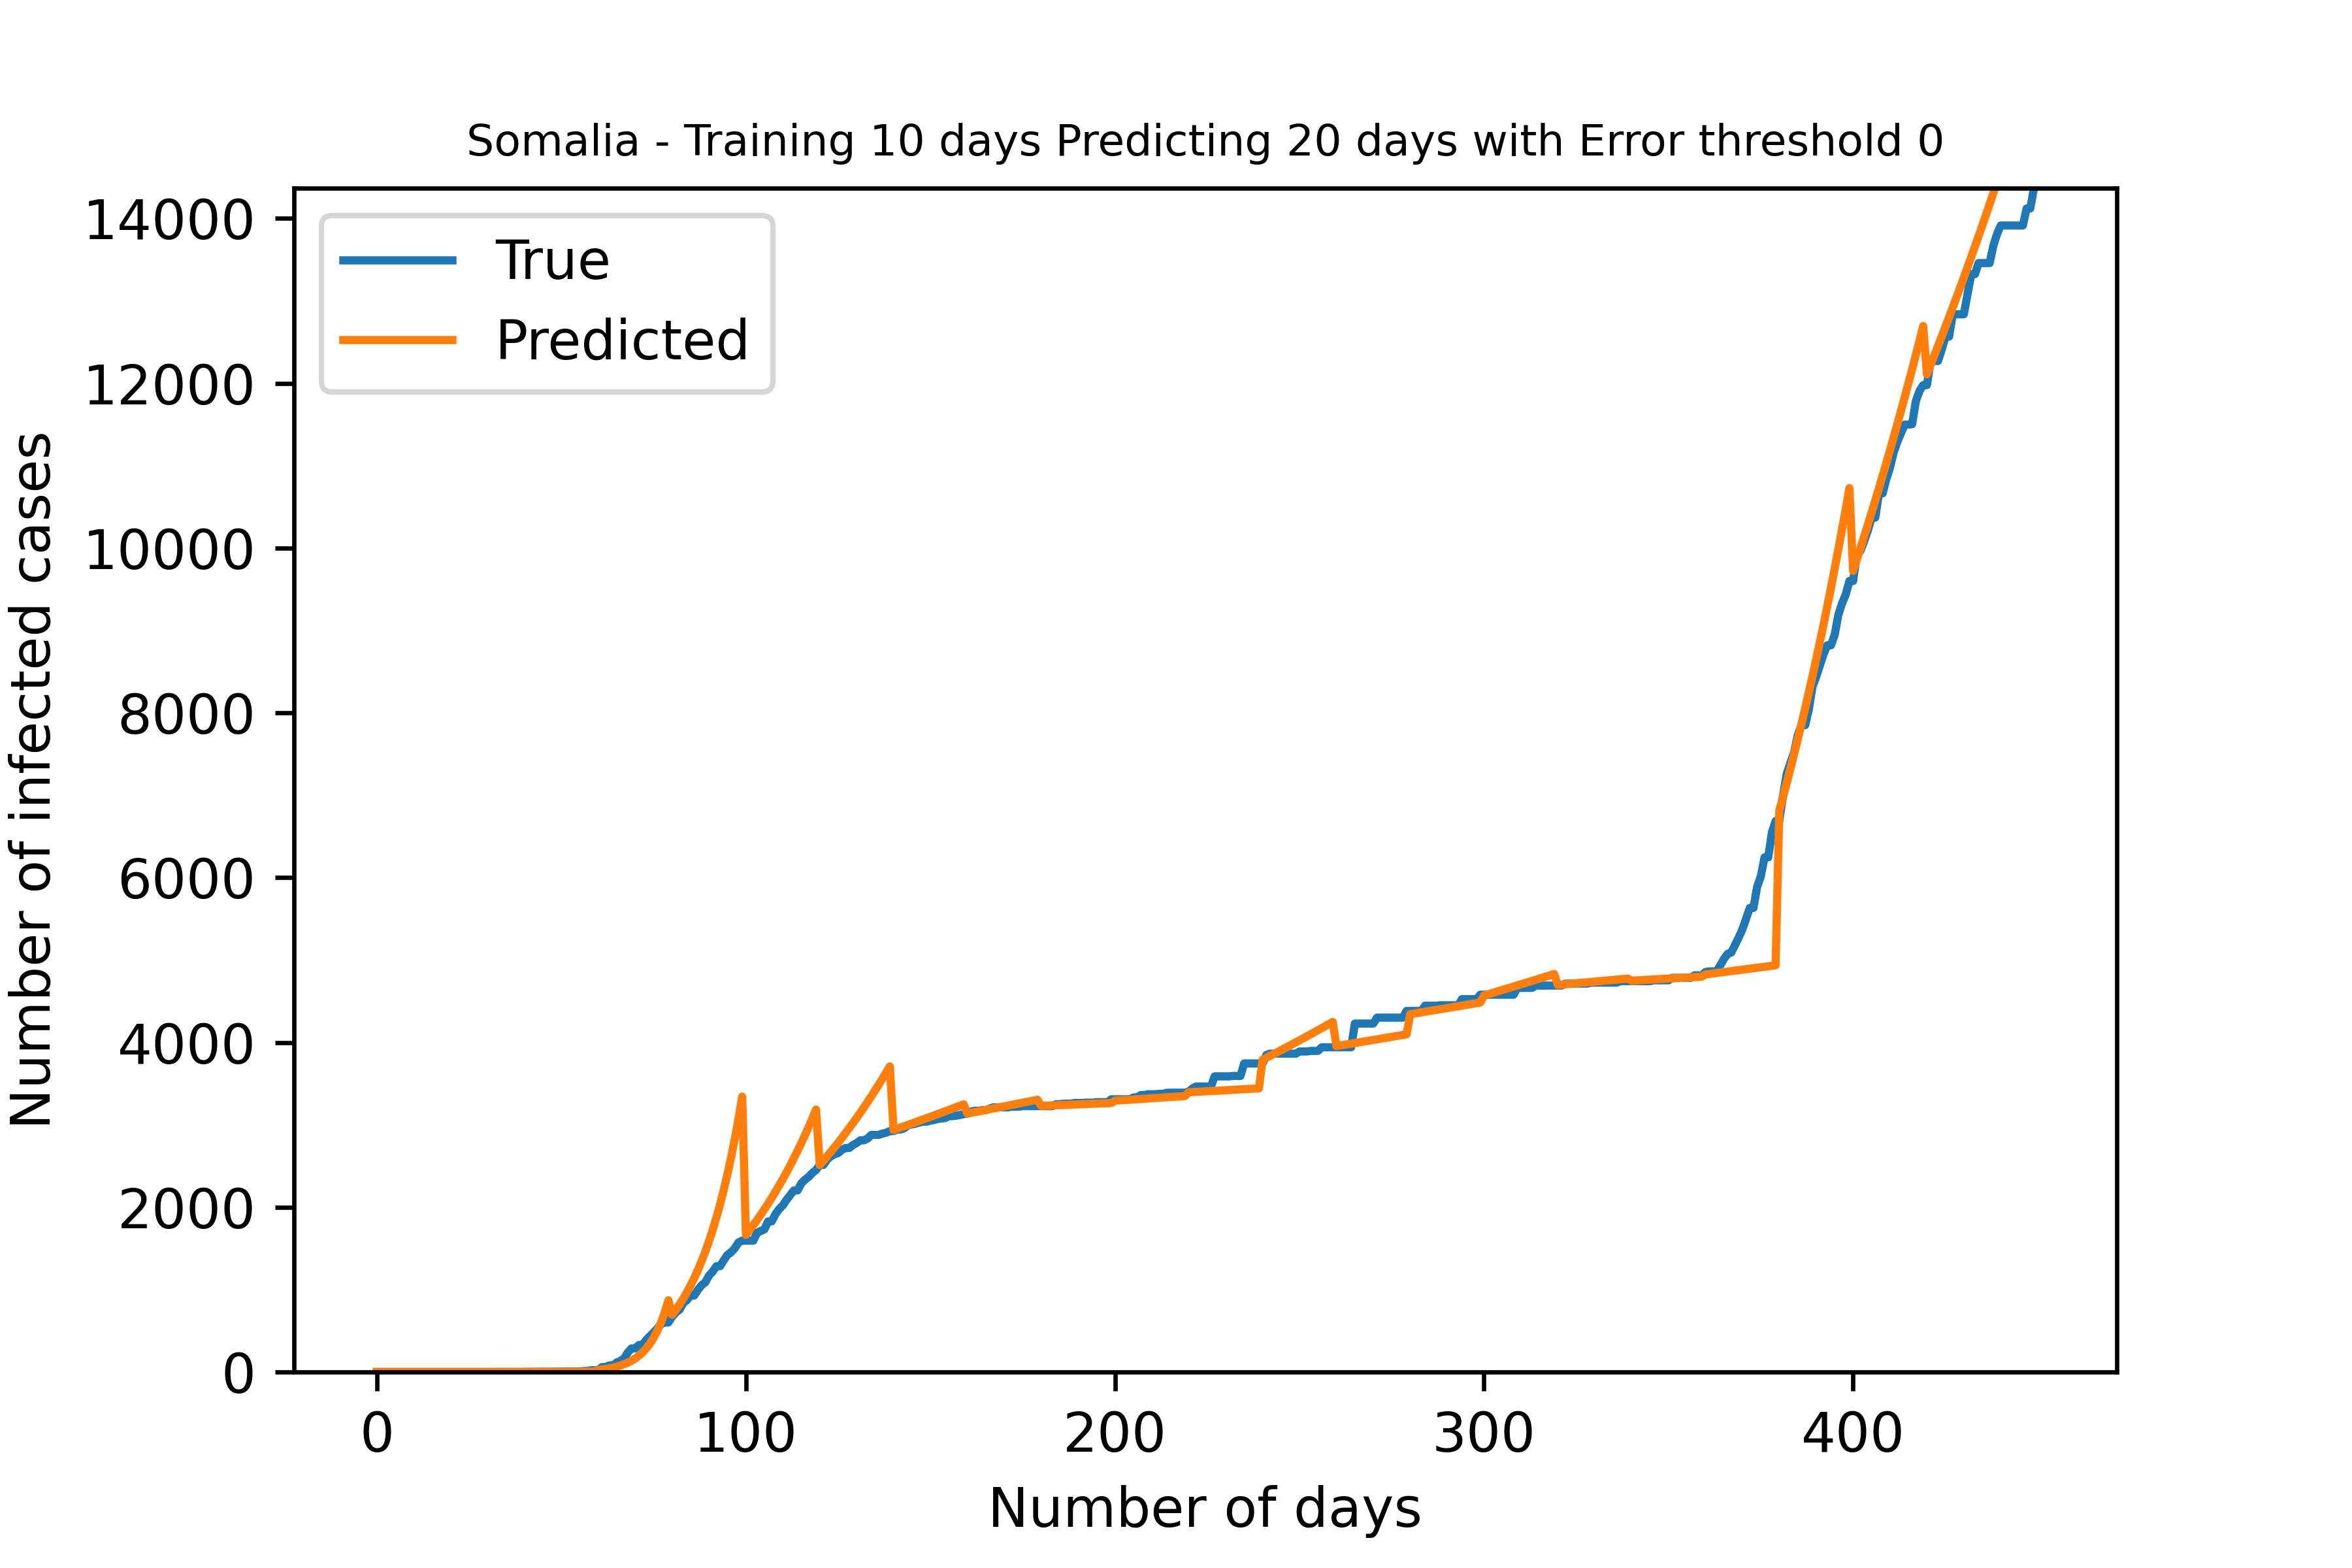 Somalia - Training 10 days Predicting 20 days with Error threshold 0
True
Predicted
14000
12000
10000
8000
6000
4000
2000
0
Number of infected cases
0 100 200 300 400
Number of days